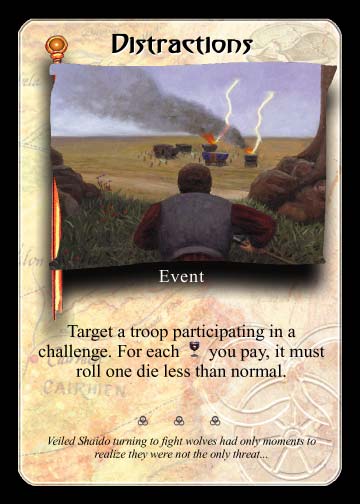 Distractions
Event
Target a troop participating in a
challenge. For each you pay, it must
roll one die less than normal.
Veiled Shaido turning to fight wolves had only moments to
realize they were not the only threat...
CAIRHIEN